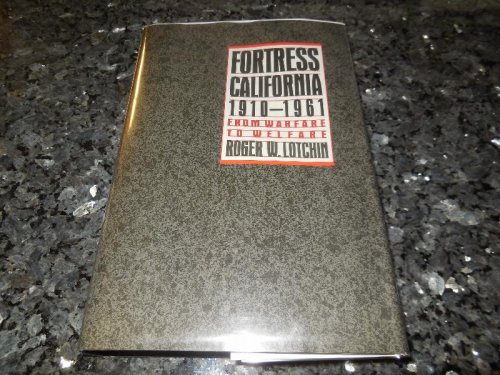 FORTRESS
CALIFORNIA
1910–1961
FROM WARFARE
TO WELFARE
ROGER W. LOTCHIN